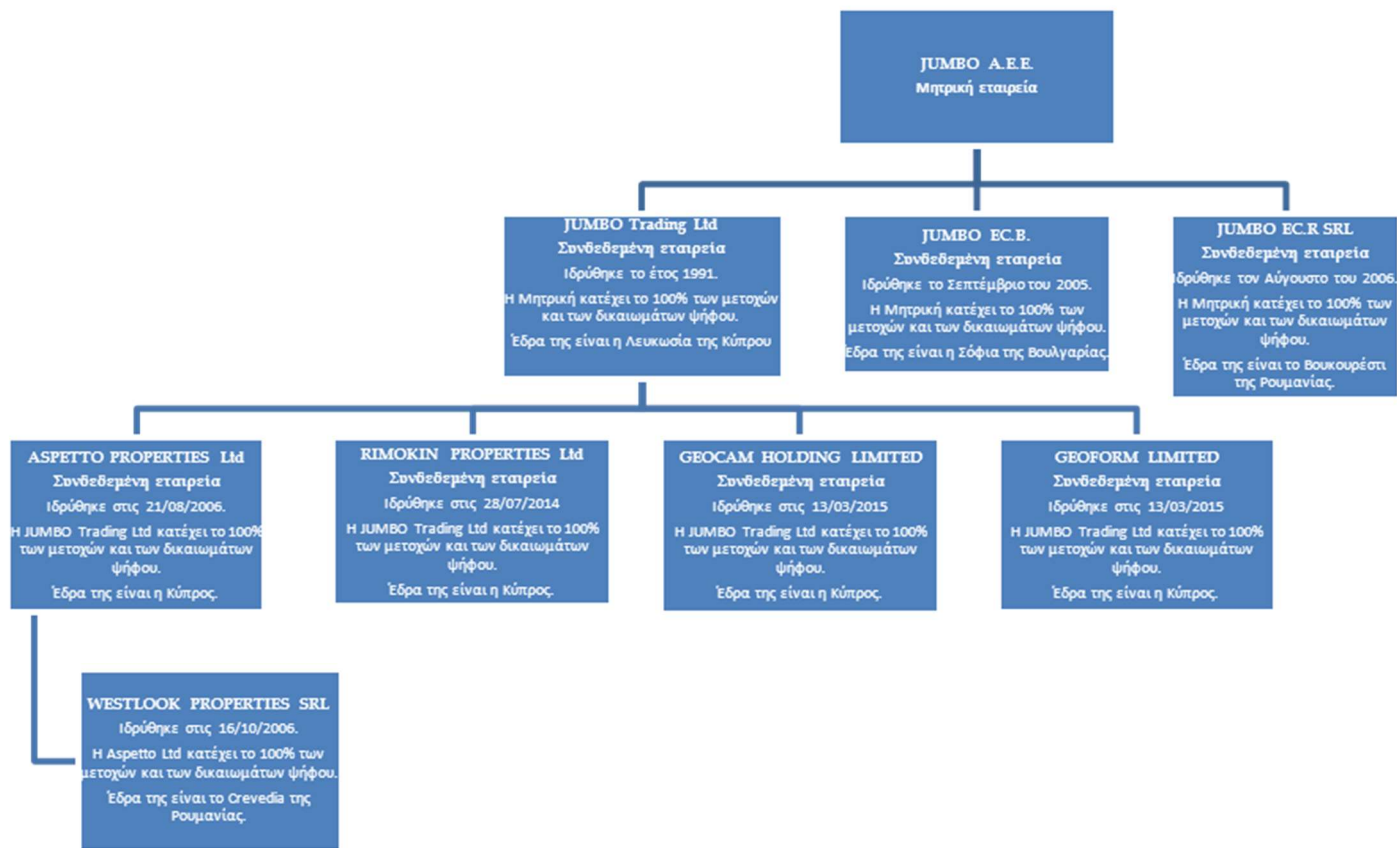 JUMBO A.E.E.
Μητρική εταιρεία
JUMBO Trading Ltd
Συνδεδεμένη εταιρεία
Ιδρύθηκε το έτος 1991.
Η Μητρική κατέχει το 100% των μετοχών
και των δικαιωμάτων ψήφου.
Έδρα της είναι η Λευκωσία της Κύπρου
JUMBO EC.B.
Συνδεδεμένη εταιρεία
Ιδρύθηκε το Σεπτέμβριο του 2005.
Η Μητρική κατέχει το 100% των
μετοχών και των δικαιωμάτων ψήφου.
Έδρα της είναι η Σόφια της Βουλγαρίας.
JUMBO EC.R SRL
Συνδεδεμένη εταιρεία
Ιδρύθηκε τον Αύγουστο του 2006.
Η Μητρική κατέχει το 100% των
μετοχών και των δικαιωμάτων
ψήφου.
Έδρα της είναι το Βουκουρέστι
της Ρουμανίας.
ASPETTO PROPERTIES Ltd
Συνδεδεμένη εταιρεία
Ιδρύθηκε στις 21/08/2006.
Η JUMBO Trading Ltd κατέχει το 100%
των μετοχών και των δικαιωμάτων
ψήφου.
Έδρα της είναι η Κύπρος.
RIMOKIN PROPERTIES Ltd
Συνδεδεμένη εταιρεία
Ιδρύθηκε στις 28/07/2014
Η JUMBO Trading Ltd κατέχει το 100%
των μετοχών και των δικαιωμάτων
ψήφου.
Έδρα της είναι η Κύπρος.
GEOCAM HOLDING LIMITED
Συνδεδεμένη εταιρεία
Ιδρύθηκε στις 13/03/2015
Η JUMBO Trading Ltd κατέχει το 100%
των μετοχών και των δικαιωμάτων
ψήφου.
Έδρα της είναι η Κύπρος.
GEOFORM LIMITED
Συνδεδεμένη εταιρεία
Ιδρύθηκε στις 13/03/2015
Η JUMBO Trading Ltd κατέχει το 100%
των μετοχών και των δικαιωμάτων
ψήφου.
Έδρα της είναι η Κύπρος.
WESTLOOK PROPERTIES SRL
Ιδρύθηκε στις 16/10/2006.
Η Aspetto Ltd κατέχει το 100% των
μετοχών και των δικαιωμάτων ψήφου.
Έδρα της είναι το Crevedia της
Ρουμανίας.